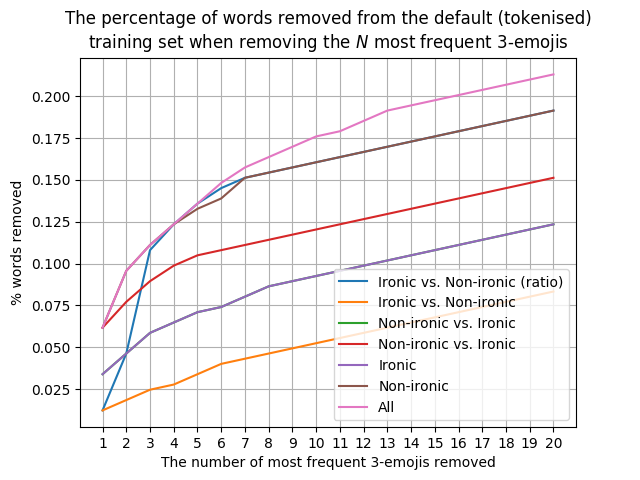 The percentage of words removed from the default (tokenised)
training set when removing the N most frequent 3-emojis
% words removed
0.200
0.175
0.150
0.125
0.100
0.075
0.050
0.025
Ironic vs. Non-ironic (ratio)
Ironic vs. Non-ironic
Non-ironic vs. Ironic
Non-ironic vs. Ironic
Ironic
Non-ironic
All
1 2 3 4 5 6 7 8 9 10 11 12 13 14 15 16 17 18 19 20
The number of most frequent 3-emojis removed